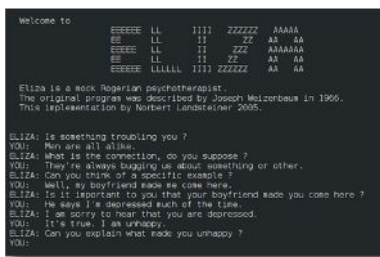 Welcome to
EEEEEE LL IIII ZZZZZZ AAAAA
EE LL II ZZ AA AA
EEEEE LL II ZZZ AAAAAAA
EE LL II ZZ AA AA
EEEEEE LLLLLL IIII ZZZZZZ AA AA
Eliza is a mock Rogerian psychotherapist.
The original program was described by Joseph Weizenbaum in 1966.
This implementation by Norbert Landsteiner 2005.
ELIZA: Is something troubling you ?
YOU: Men are all alike.
ELIZA: What is the connection, do you suppose ?
YOU: They're always bugging us about something or other.
ELIZA: Can you think of a specific example ?
YOU: Well, my boyfriend made me come here.
ELIZA: Is it important to you that your boyfriend made you come here ?
YOU: He says I'm depressed much of the time.
ELIZA: I am sorry to hear that you are depressed.
YOU: It's true. I am unhappy.
ELIZA: Can you explain what made you unhappy ?
YOU: